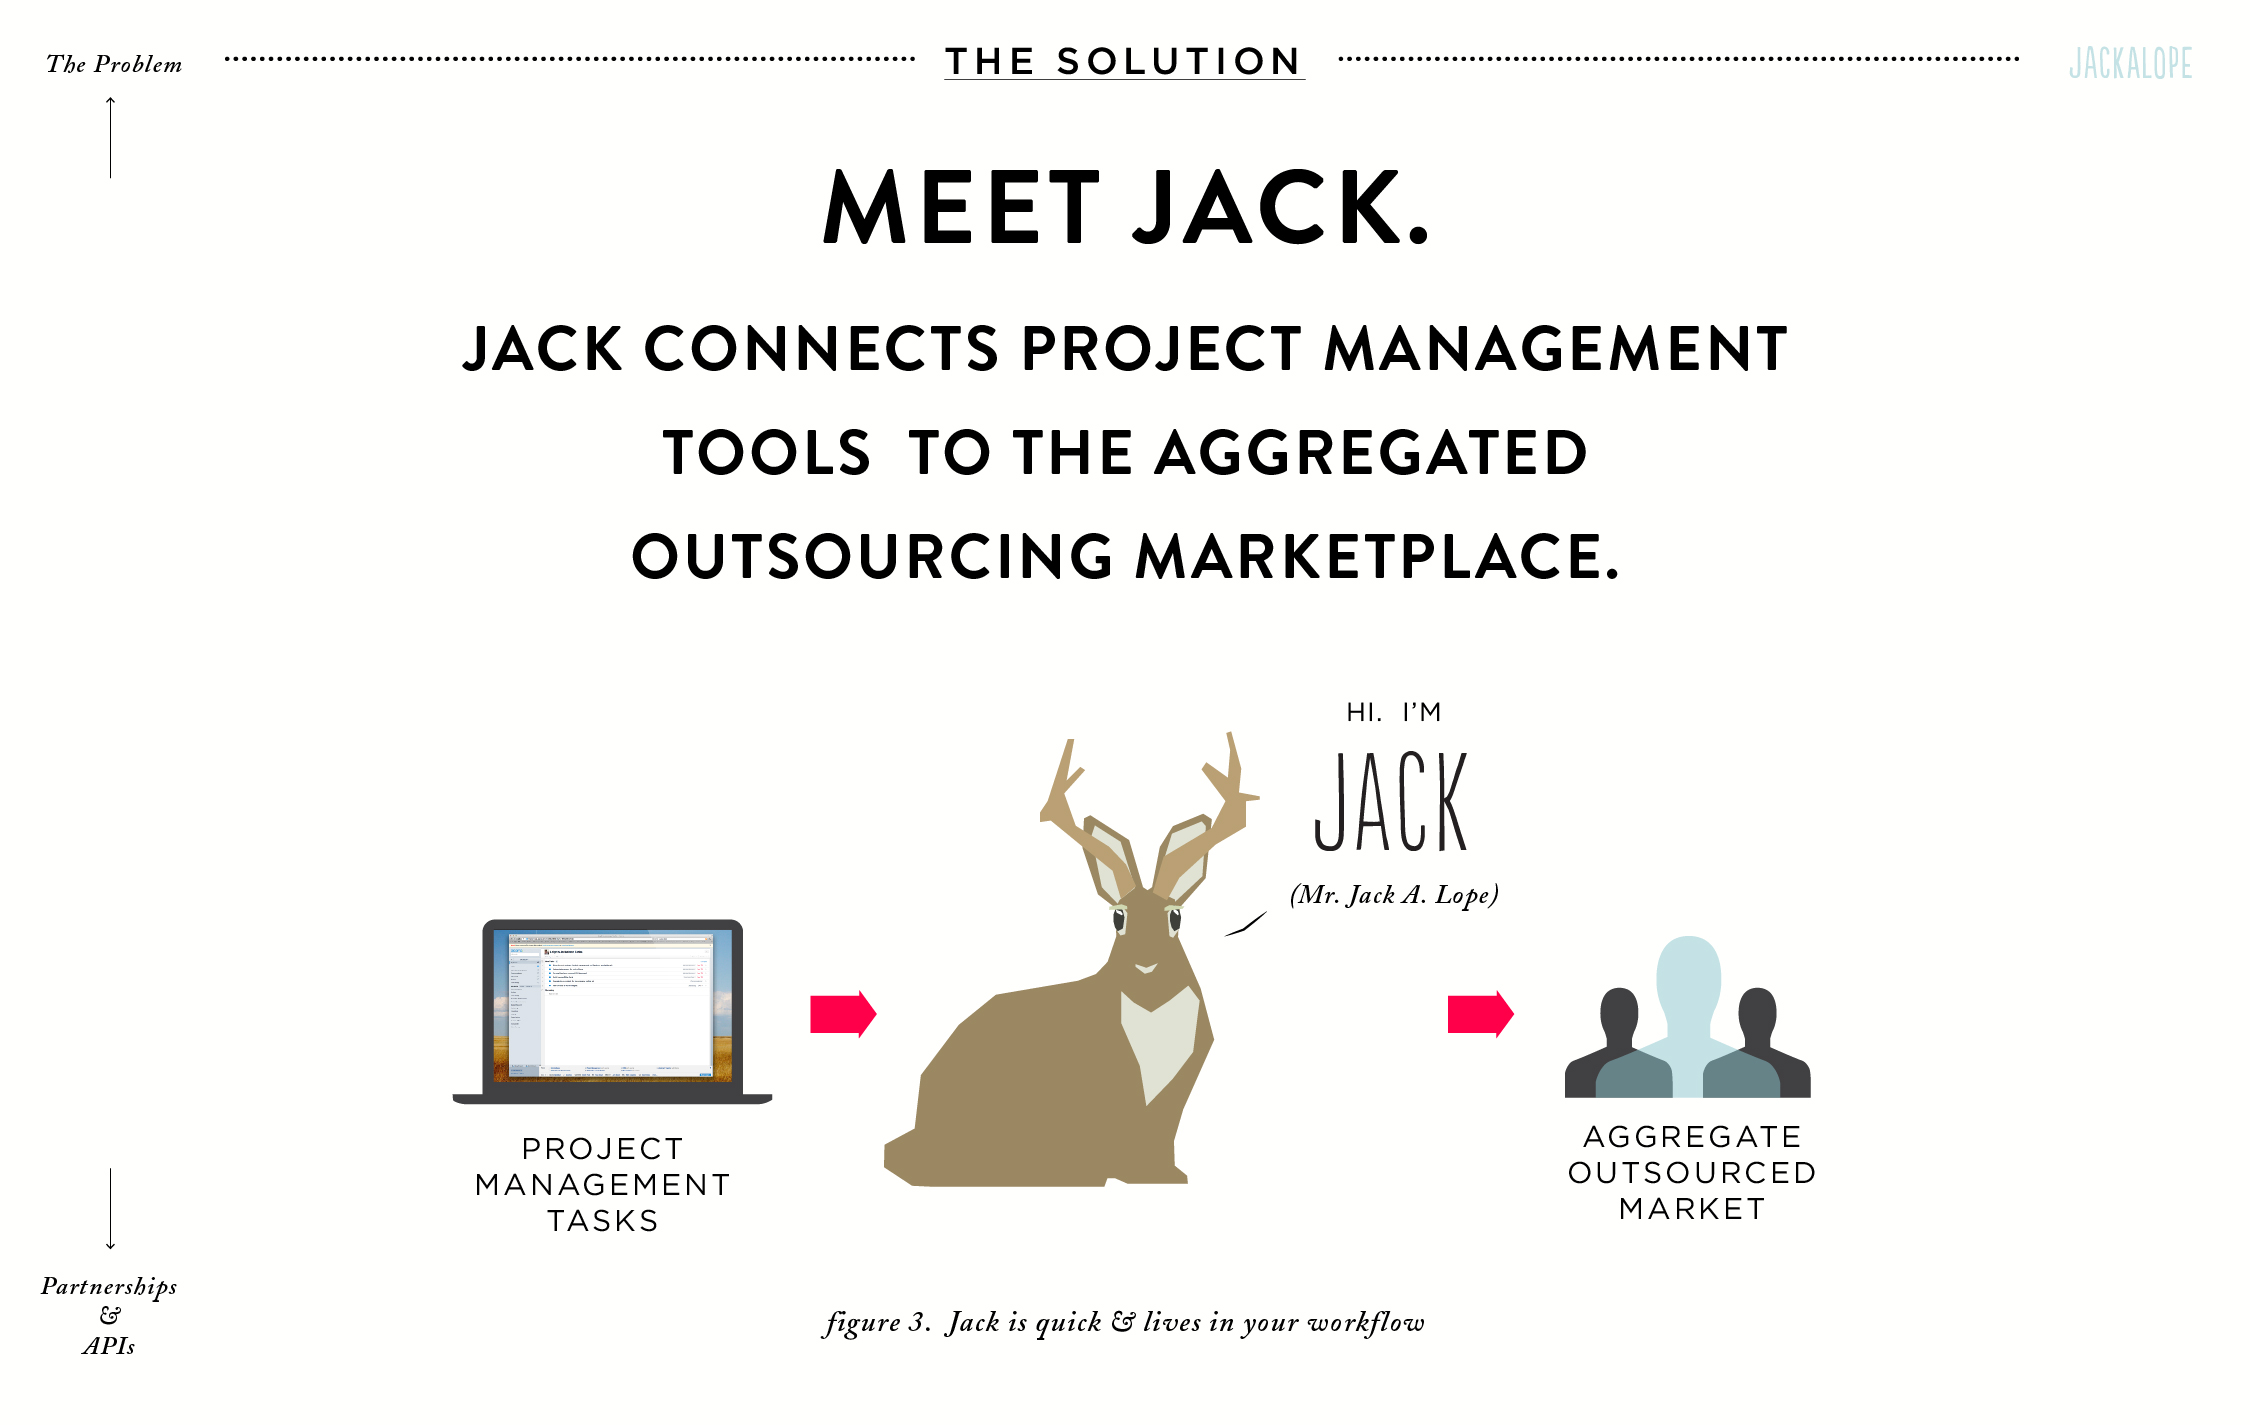 The Problem
THE SOLUTION
JACKALOPE
MEET JACK.
JACK CONNECTS PROJECT MANAGEMENT
TOOLS TO THE AGGREGATED
OUTSOURCING MARKETPLACE.
HI. I'M
JACK
(Mr. Jack A. Lope)
PROJECT
MANAGEMENT
TASKS
AGGREGATE
OUTSOURCED
MARKET
Partnerships
&
APIs
figure 3. Jack is quick & lives in your workflow